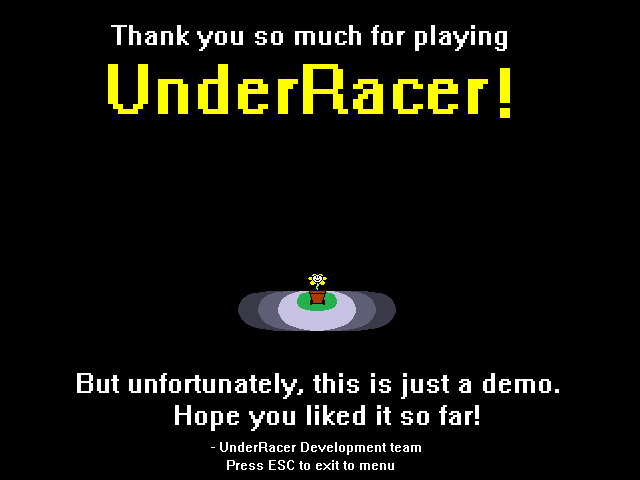 Thank you so much for playing
UnderRacer!
But unfortunately, this is just a demo.
Hope you liked it so far!
- UnderRacer Development team
Press ESC to exit to menu